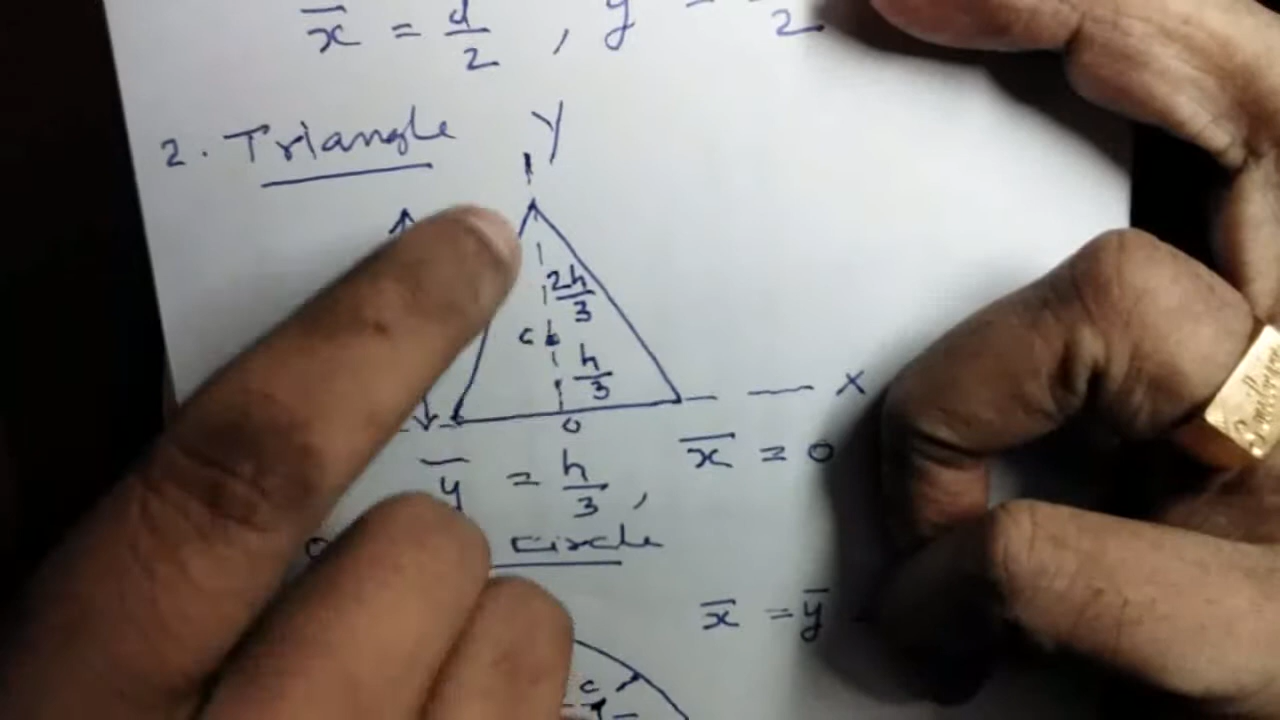 x̄ = d/2 , y = /2
2. Triangle
Y
2h/3
c
h/3
X
0
ȳ = h/3 , x̄ = 0
circle
x̄ = ȳ
c